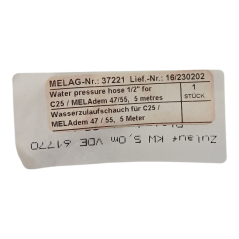 MELAG-Nr.: 37221 Lief.-Nr.: 16/230202
Water pressure hose 1/2" for
C25 / MELAdem 47/55, 5 metres
Wasserzulaufschauch für C25 /
MELAdem 47 / 55, 5 Meter
1
STÜCK
Zulauf KW 5,0m VDE 61770